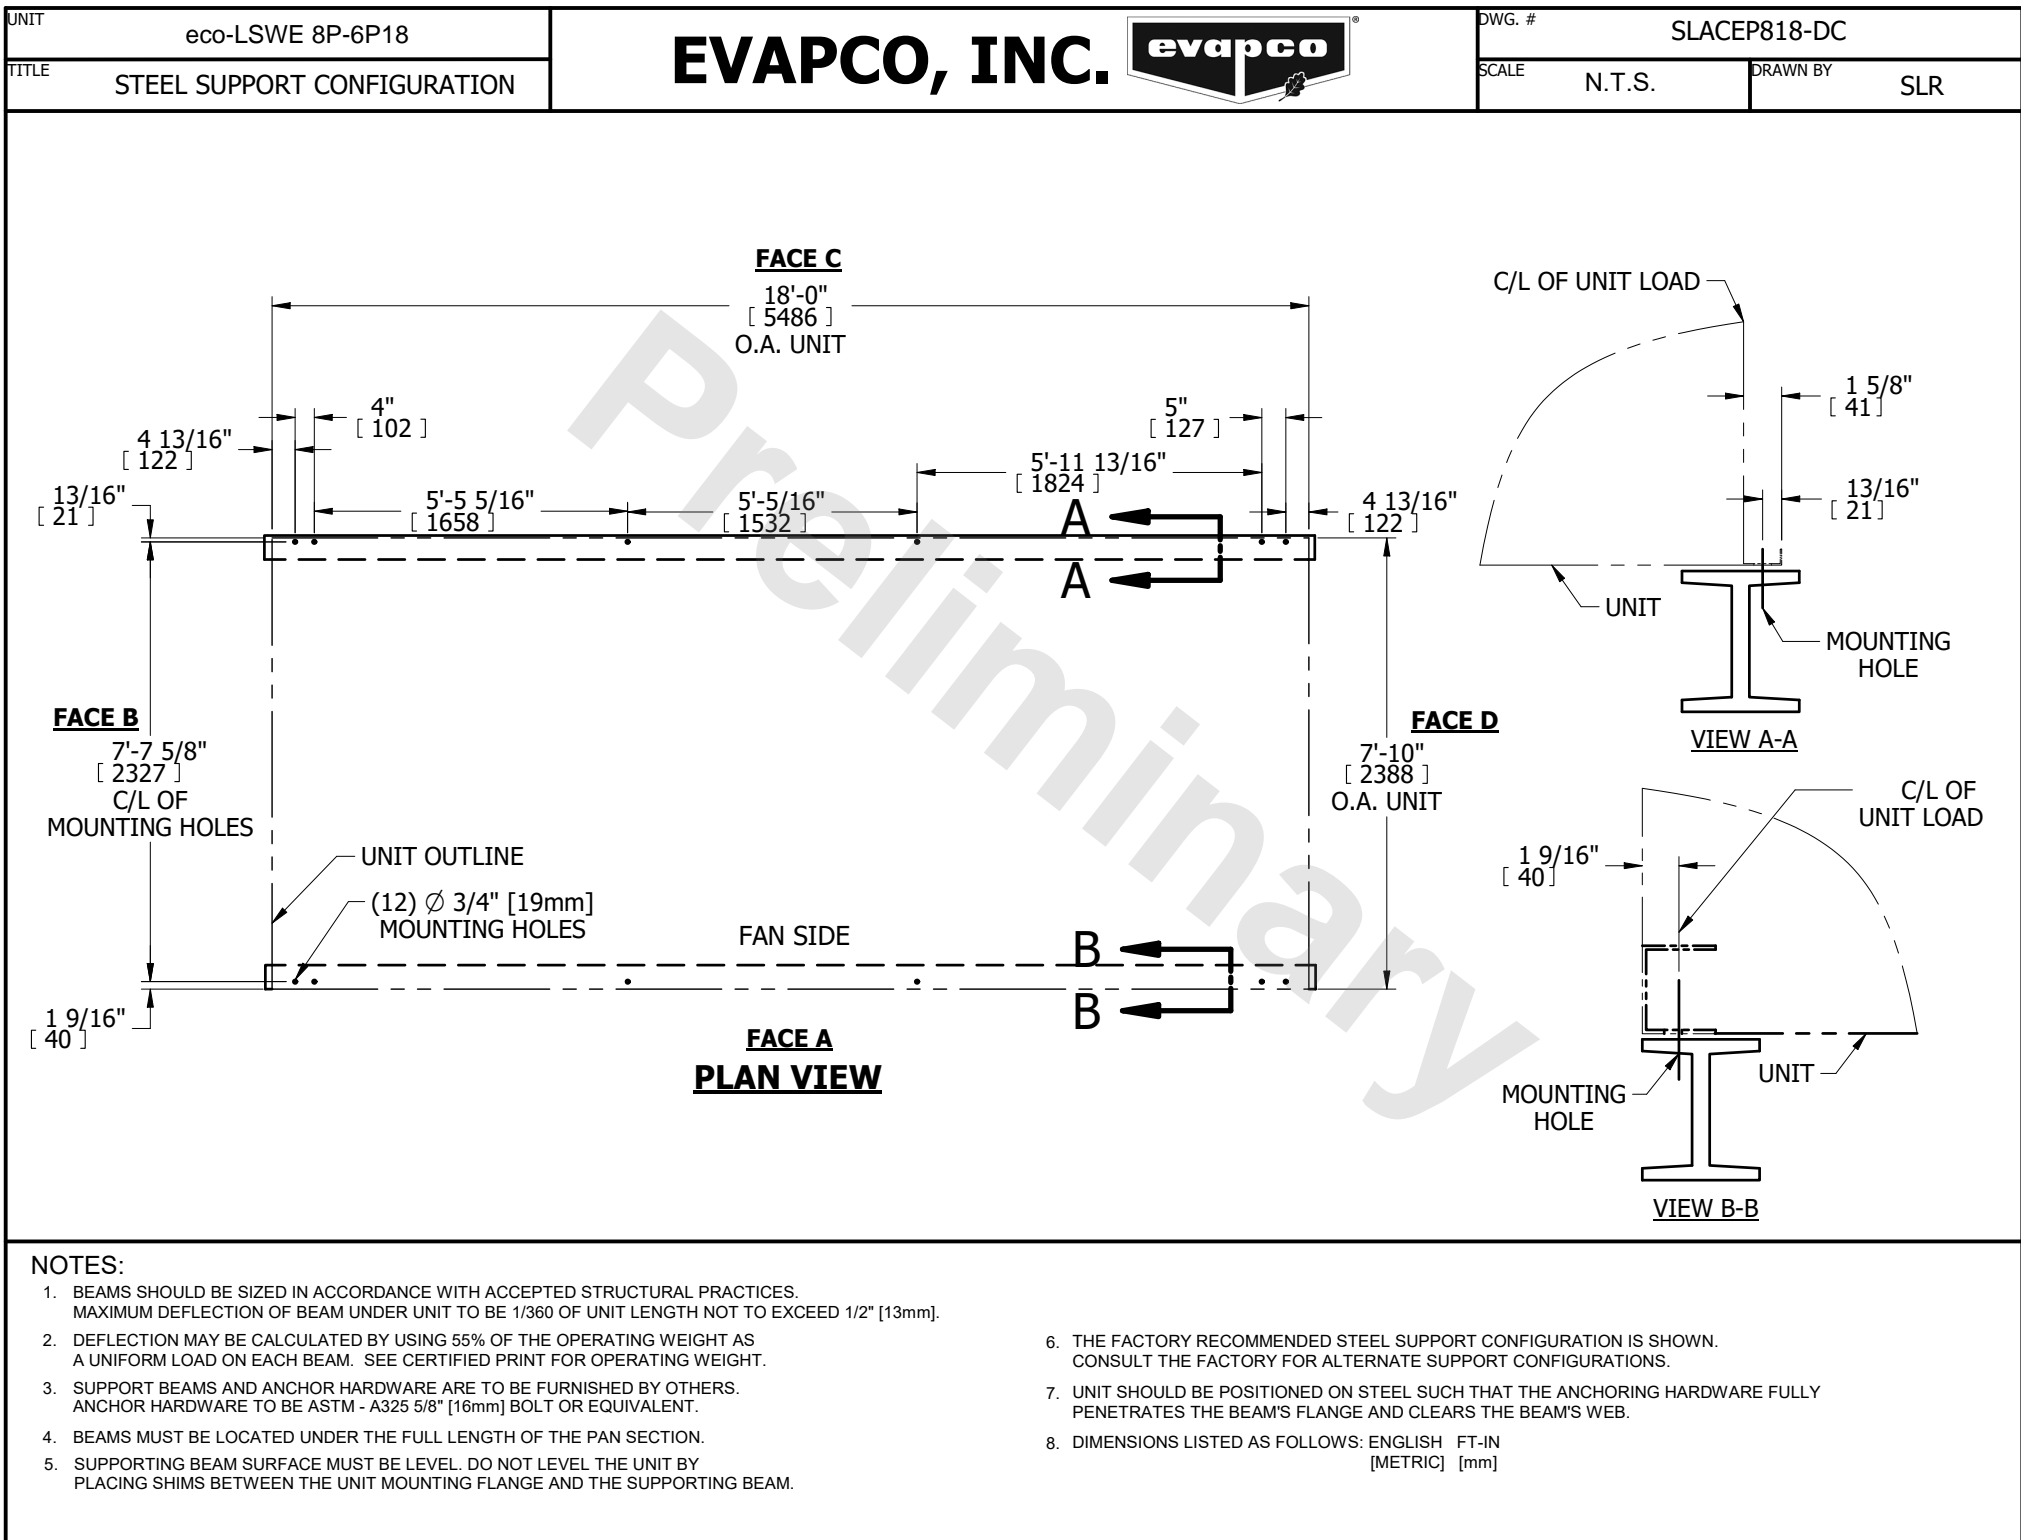 UNIT
eco-LSWE 8P-6P18
TITLE
STEEL SUPPORT CONFIGURATION
EVAPCO, INC.
evapco
®
DWG. #
SLACEP818-DC
SCALE
N.T.S.
DRAWN BY
SLR
FACE C
18'-0"
[ 5486 ]
O.A. UNIT
4"
[ 102 ]
4 13/16"
[ 122 ]
13/16"
[ 21 ]
5'-5 5/16"
[ 1658 ]
5'-5/16"
[ 1532 ]
5'-11 13/16"
[ 1824 ]
5"
[ 127 ]
4 13/16"
[ 122 ]
A
A
FACE B
7'-7 5/8"
[ 2327 ]
C/L OF
MOUNTING HOLES
FACE D
7'-10"
[ 2388 ]
O.A. UNIT
UNIT OUTLINE
(12) Ø 3/4" [19mm]
MOUNTING HOLES
FAN SIDE
B
B
1 9/16"
[ 40 ]
FACE A
PLAN VIEW
Preliminary
C/L OF UNIT LOAD
1 5/8"
[ 41 ]
13/16"
[ 21 ]
UNIT
MOUNTING
HOLE
VIEW A-A
C/L OF
UNIT LOAD
1 9/16"
[ 40 ]
UNIT
MOUNTING
HOLE
VIEW B-B
NOTES:
1. BEAMS SHOULD BE SIZED IN ACCORDANCE WITH ACCEPTED STRUCTURAL PRACTICES.
MAXIMUM DEFLECTION OF BEAM UNDER UNIT TO BE 1/360 OF UNIT LENGTH NOT TO EXCEED 1/2" [13mm].
2. DEFLECTION MAY BE CALCULATED BY USING 55% OF THE OPERATING WEIGHT AS
A UNIFORM LOAD ON EACH BEAM. SEE CERTIFIED PRINT FOR OPERATING WEIGHT.
3. SUPPORT BEAMS AND ANCHOR HARDWARE ARE TO BE FURNISHED BY OTHERS.
ANCHOR HARDWARE TO BE ASTM - A325 5/8" [16mm] BOLT OR EQUIVALENT.
4. BEAMS MUST BE LOCATED UNDER THE FULL LENGTH OF THE PAN SECTION.
5. SUPPORTING BEAM SURFACE MUST BE LEVEL. DO NOT LEVEL THE UNIT BY
PLACING SHIMS BETWEEN THE UNIT MOUNTING FLANGE AND THE SUPPORTING BEAM.
6. THE FACTORY RECOMMENDED STEEL SUPPORT CONFIGURATION IS SHOWN.
CONSULT THE FACTORY FOR ALTERNATE SUPPORT CONFIGURATIONS.
7. UNIT SHOULD BE POSITIONED ON STEEL SUCH THAT THE ANCHORING HARDWARE FULLY
PENETRATES THE BEAM'S FLANGE AND CLEARS THE BEAM'S WEB.
8. DIMENSIONS LISTED AS FOLLOWS: ENGLISH FT-IN
[METRIC] [mm]